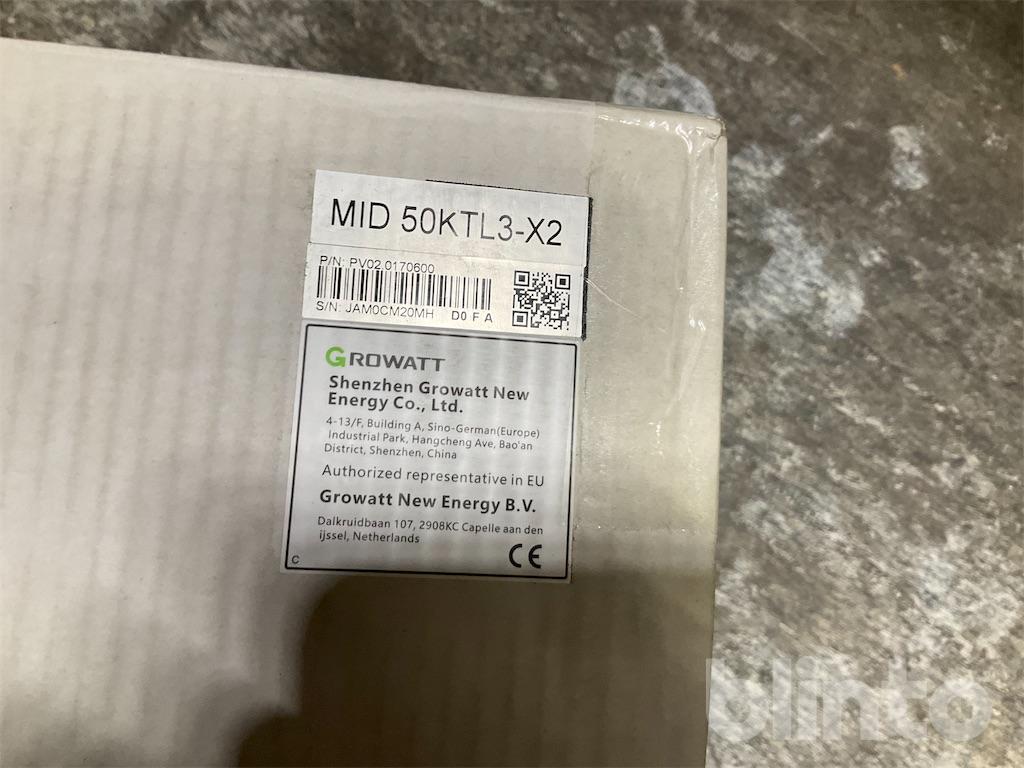 MID 50KTL3-X2
P/N: PV02.0170600
S/N: JAM0CM20MH D0 F A
GROWATT
Shenzhen Growatt New
Energy Co., Ltd.
4-13/F, Building A, Sino-German(Europe)
Industrial Park, Hangcheng Ave, Bao'an
District, Shenzhen, China
Authorized representative in EU
Growatt New Energy B.V.
Dalkruidbaan 107, 2908KC Capelle aan den
ijssel, Netherlands
CE
C
blinto